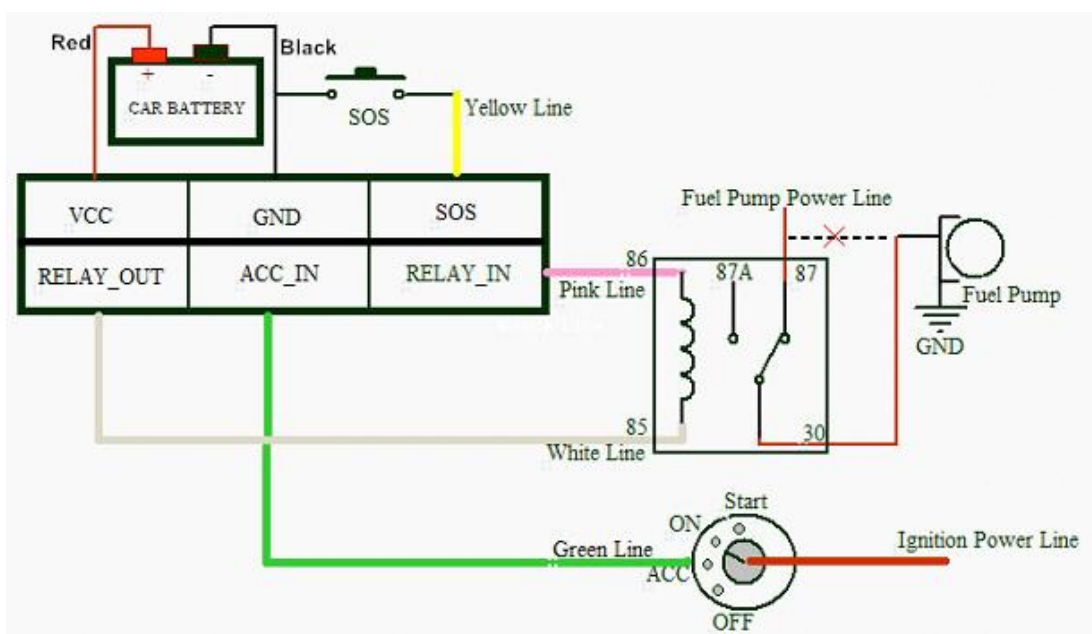 Red
Black
+
-
CAR BATTERY
SOS
Yellow Line
VCC
GND
SOS
RELAY_OUT
ACC_IN
RELAY_IN
Fuel Pump Power Line
86
87A
87
Pink Line
Fuel Pump
GND
85
30
White Line
Start
ON
Ignition Power Line
Green Line
ACC
OFF